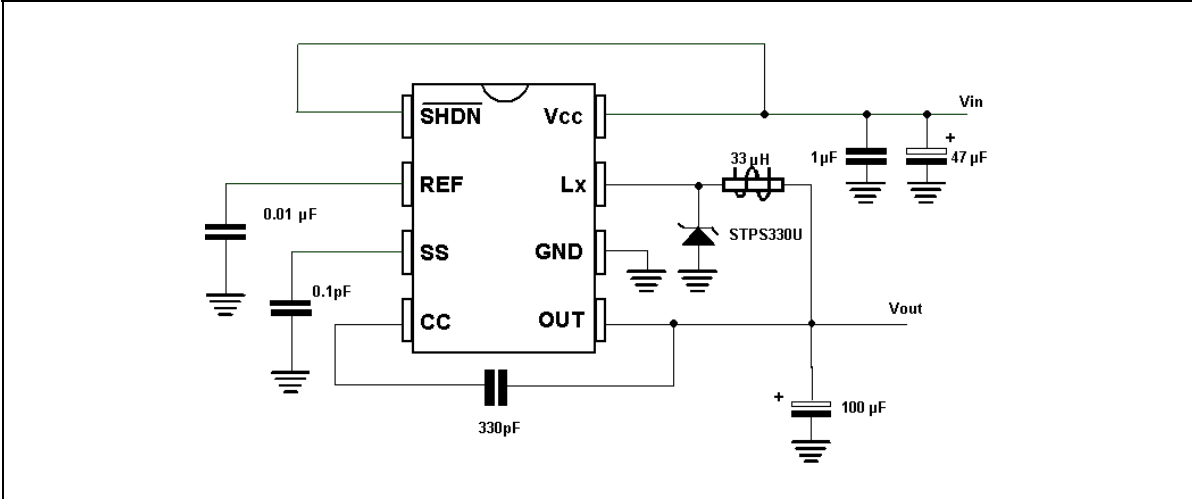 SHDN
Vcc
Vin
+
1µF
47 µF
33 µH
REF
Lx
0.01 µF
STPS330U
SS
GND
0.1pF
CC
OUT
Vout
+
100 µF
330pF